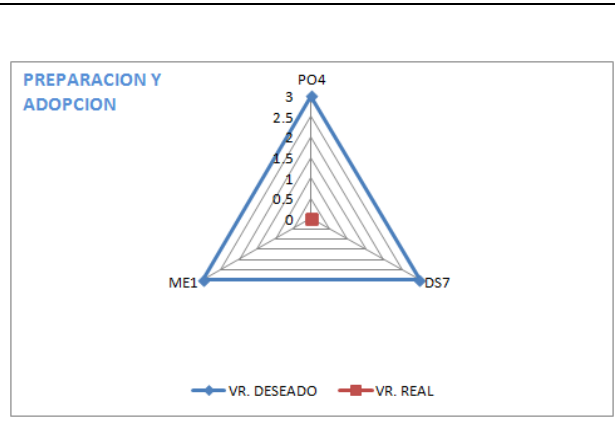 PREPARACION Y
ADOPCION
PO4
3
2.5
2
1.5
1
0.5
0
ME1
DS7
VR. DESEADO
VR. REAL